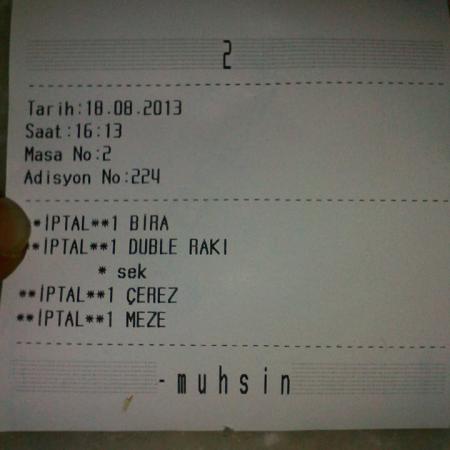 2
Tarih:18.08.2013
Saat:16:13
Masa No:2
Adisyon No:224
*İPTAL**1 BİRA
*İPTAL**1 DUBLE RAKI
* sek
**İPTAL**1 ÇEREZ
**İPTAL**1 MEZE
-muhsin